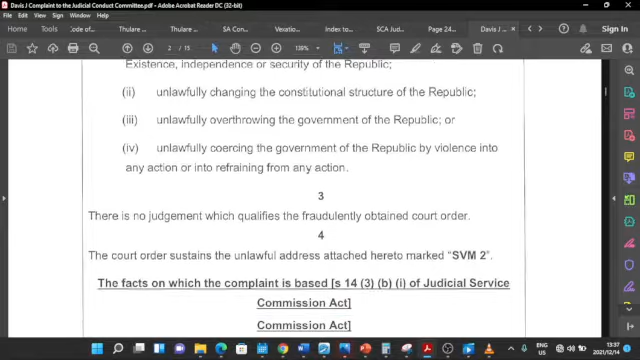 Davis J - Complaint to the Judicial Conduct Committee.pdf - Adobe Acrobat Reader DC (32-bit)
File Edit View Sign Window Help
Home Tools
Code of...
Thulare ...
Thulare ...
SA Con...
Vexatio...
Index to...
SCA Jud...
Page 24...
Davis J -...
Sign In
2 / 15
139%
Existence, independence or security of the Republic;
(ii) unlawfully changing the constitutional structure of the Republic;
(iii) unlawfully overthrowing the government of the Republic; or
(iv) unlawfully coercing the government of the Republic by violence into
any action or into refraining from any action.
3
There is no judgement which qualifies the fraudulently obtained court order.
4
The court order sustains the unlawful address attached hereto marked “SVM 2”.
The facts on which the complaint is based [s 14 (3) (b) (i) of Judicial Service
Commission Act]
Commission Act]
ENG
US
13:37
2021/12/14